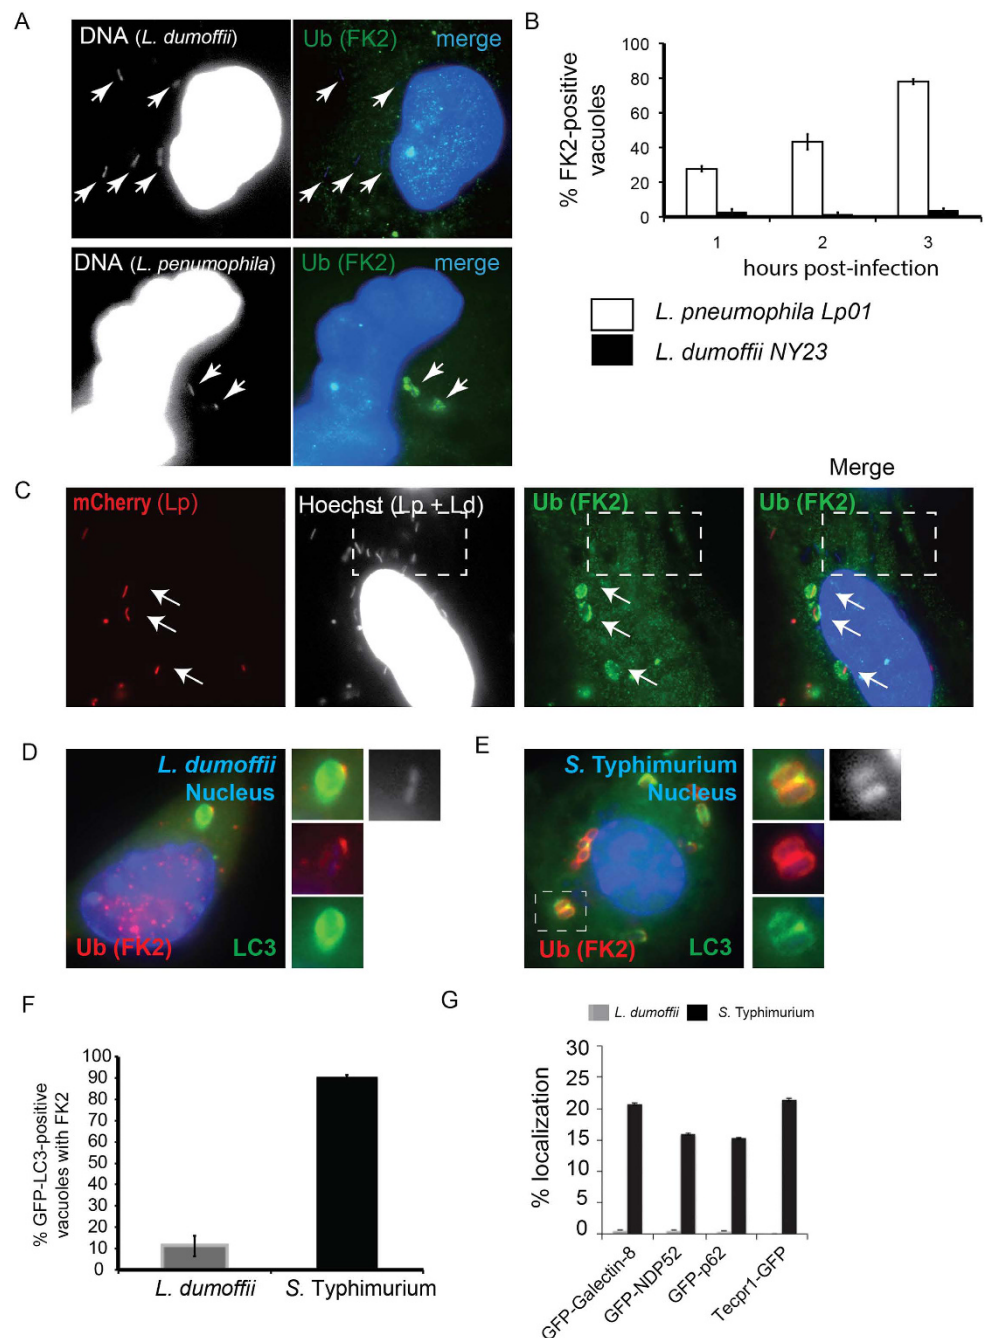 A
DNA (L. dumoffii)
Ub (FK2)
merge
DNA (L. penumophila)
Ub (FK2)
merge
B
% FK2-positive
vacuoles
100
80
60
40
20
0
1
2
3
hours post-infection
L. pneumophila Lp01
L. dumoffii NY23
C
mCherry (Lp)
Hoechst (Lp + Ld)
Ub (FK2)
Merge
Ub (FK2)
D
L. dumoffii
Nucleus
Ub (FK2)
LC3
E
S. Typhimurium
Nucleus
Ub (FK2)
LC3
F
% GFP-LC3-positive
vacuoles with FK2
100
90
80
70
60
50
40
30
20
10
0
L. dumoffii
S. Typhimurium
G
L. dumoffii
S. Typhimurium
% localization
30
25
20
15
10
5
0
GFP-Galectin-8
GFP-NDP52
GFP-p62
Tecpr1-GFP